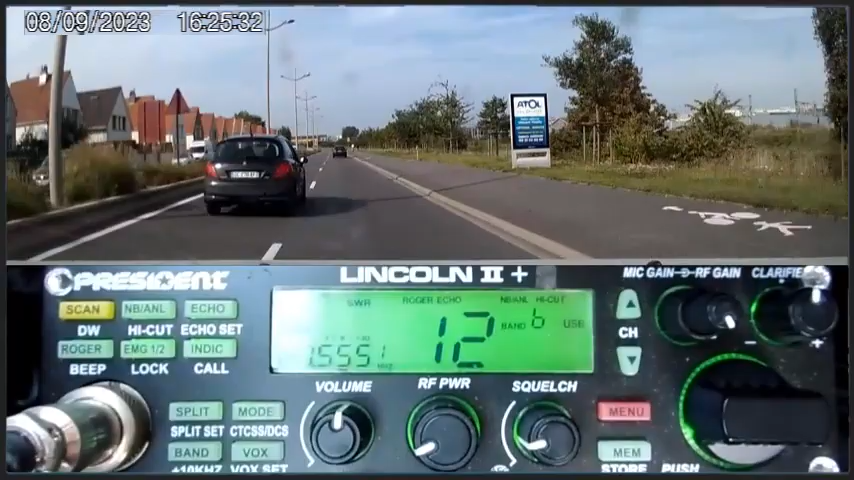 08/09/2023 16:25:32
ATOL
PRESIDENT
LINCOLN II +
MIC GAIN RF GAIN CLARIFIER
SCAN NB/ANL ECHO
DW HI-CUT ECHO SET
ROGER EMG 1/2 INDIC
BEEP LOCK CALL
SWR ROGER ECHO NB/ANL HI-CUT
12 BAND b USB
CH
VOLUME RF PWR SQUELCH
SPLIT MODE
SPLIT SET CTCSS/DCS
BAND VOX
+10KHZ VOX SET
MENU
MEM
STORE PUSH
- +